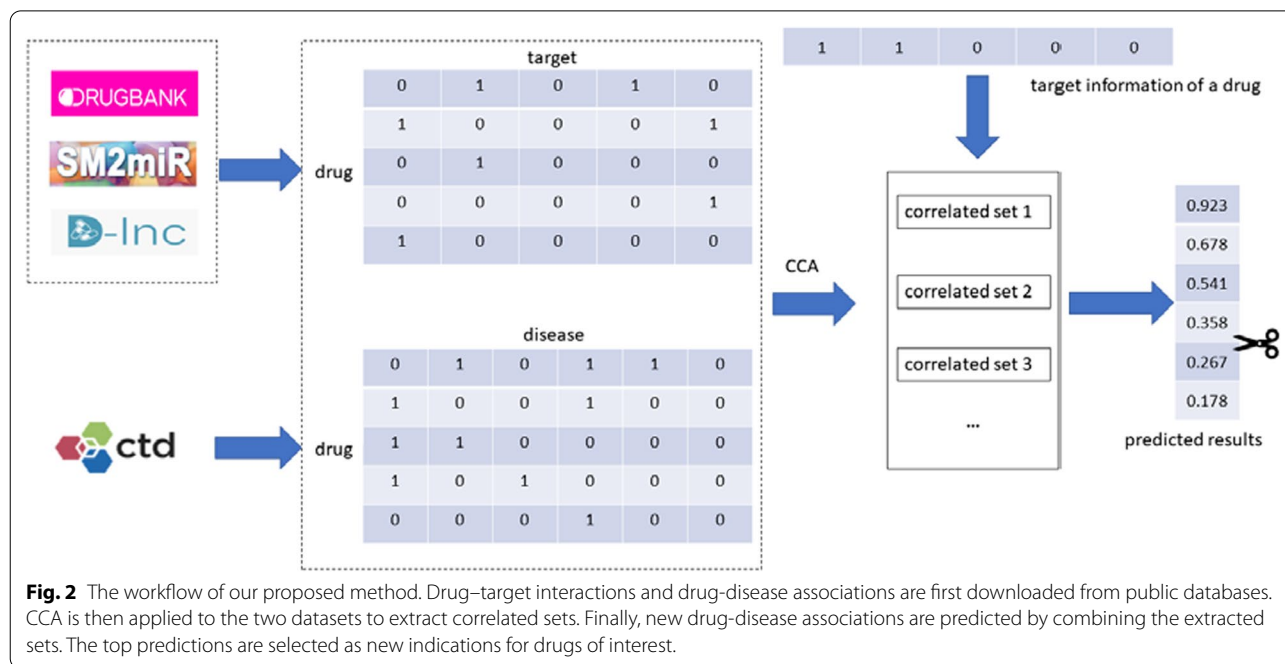 target
0 1 0 1 0
1 0 0 0 1
0 1 0 0 0
0 0 0 0 1
1 0 0 0 0
drug
DRUGBANK
SM2miR
D-lnc
disease
0 1 0 1 1 0
1 0 0 1 0 0
1 1 0 0 0 0
1 0 1 0 0 0
0 0 0 1 0 0
drug
ctd
CCA
1 1 0 0 0
target information of a drug
correlated set 1
correlated set 2
correlated set 3
...
0.923
0.678
0.541
0.358
0.267
0.178
predicted results
Fig. 2 The workflow of our proposed method. Drug–target interactions and drug-disease associations are first downloaded from public databases.
CCA is then applied to the two datasets to extract correlated sets. Finally, new drug-disease associations are predicted by combining the extracted
sets. The top predictions are selected as new indications for drugs of interest.